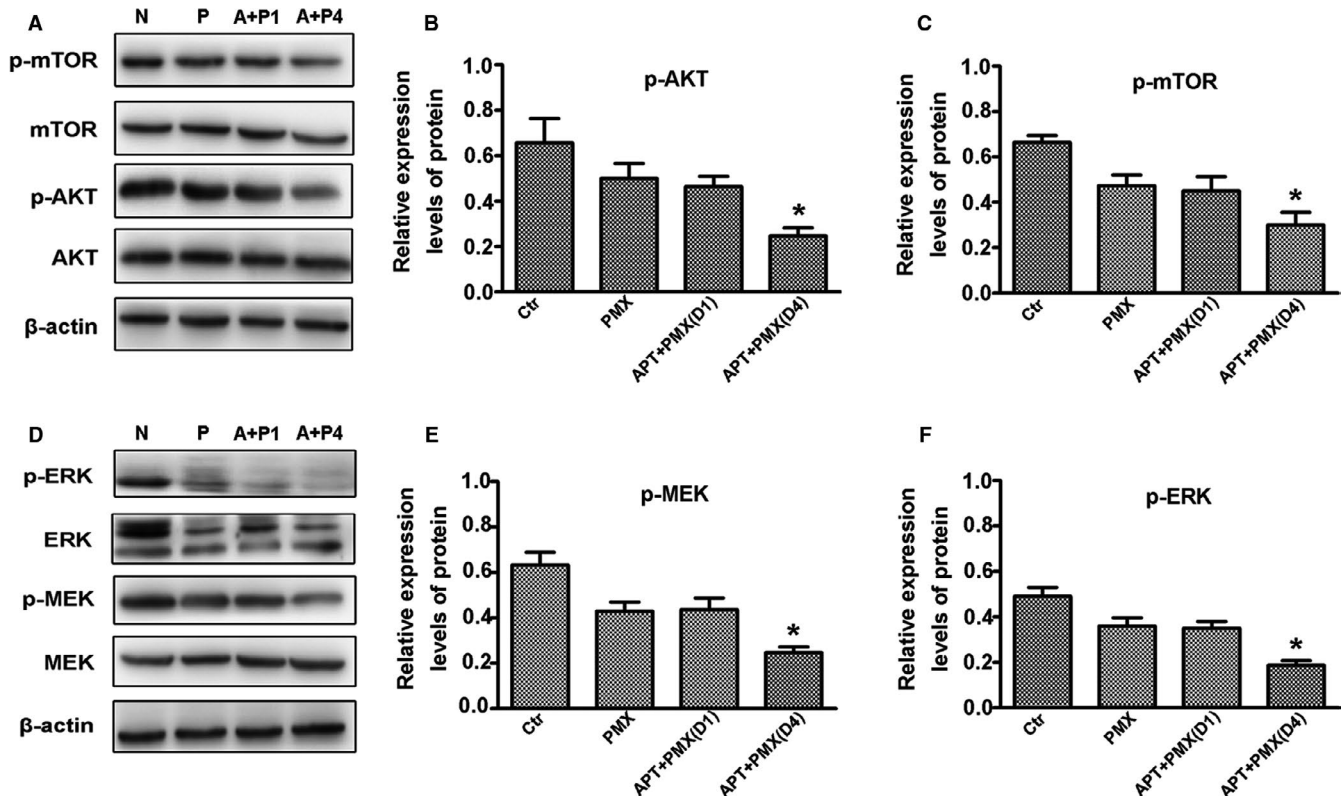 A
N P A+P1 A+P4
p-mTOR
mTOR
p-AKT
AKT
β-actin
B
p-AKT
Relative expression
levels of protein
1.0
0.8
0.6
0.4
0.2
0.0
*
Ctr
PMX
APT+PMX(D1)
APT+PMX(D4)
C
p-mTOR
Relative expression
levels of protein
1.0
0.8
0.6
0.4
0.2
0.0
*
Ctr
PMX
APT+PMX(D1)
APT+PMX(D4)
D
N P A+P1 A+P4
p-ERK
ERK
p-MEK
MEK
β-actin
E
p-MEK
Relative expression
levels of protein
1.0
0.8
0.6
0.4
0.2
0.0
*
Ctr
PMX
APT+PMX(D1)
APT+PMX(D4)
F
p-ERK
Relative expression
levels of protein
1.0
0.8
0.6
0.4
0.2
0.0
*
Ctr
PMX
APT+PMX(D1)
APT+PMX(D4)